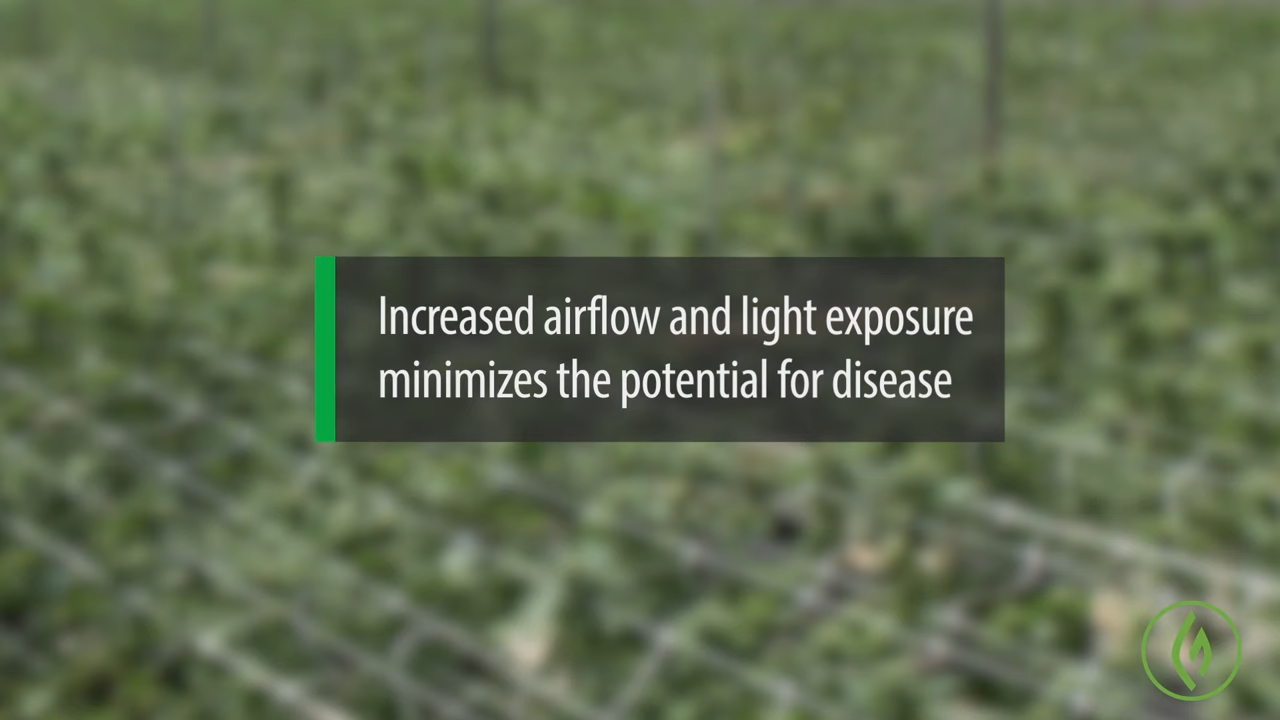 Increased airflow and light exposure
minimizes the potential for disease